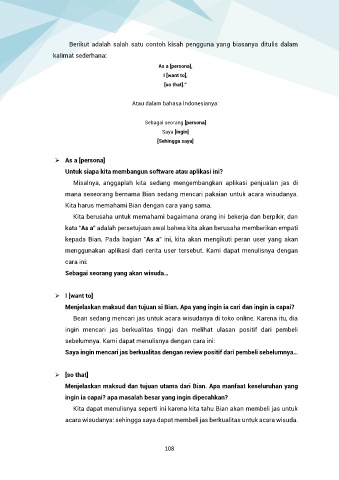 Berikut adalah salah satu contoh kisah pengguna yang biasanya ditulis dalam
kalimat sederhana:
As a [persona],
I [want to],
[so that]."
Atau dalam bahasa Indonesianya:
Sebagai seorang [persona]
Saya [ingin]
[Sehingga saya]
➢ As a [persona]
Untuk siapa kita membangun software atau aplikasi ini?
Misalnya, anggaplah kita sedang mengembangkan aplikasi penjualan jas di
mana seseorang bernama Bian sedang mencari pakaian untuk acara wisudanya.
Kita harus memahami Bian dengan cara yang sama.
Kita berusaha untuk memahami bagaimana orang ini bekerja dan berpikir, dan
kata "As a" adalah persetujuan awal bahwa kita akan berusaha memberikan empati
kepada Bian. Pada bagian "As a" ini, kita akan mengikuti peran user yang akan
menggunakan aplikasi dari cerita user tersebut. Kami dapat menulisnya dengan
cara ini:
Sebagai seorang yang akan wisuda…
➢ I [want to]
Menjelaskan maksud dan tujuan si Bian. Apa yang ingin ia cari dan ingin ia capai?
Bean sedang mencari jas untuk acara wisudanya di toko online. Karena itu, dia
ingin mencari jas berkualitas tinggi dan melihat ulasan positif dari pembeli
sebelumnya. Kami dapat menulisnya dengan cara ini:
Saya ingin mencari jas berkualitas dengan review positif dari pembeli sebelumnya…
➢ [so that]
Menjelaskan maksud dan tujuan utama dari Bian. Apa manfaat keseluruhan yang
ingin ia capai? apa masalah besar yang ingin dipecahkan?
Kita dapat menulisnya seperti ini karena kita tahu Bian akan membeli jas untuk
acara wisudanya: sehingga saya dapat membeli jas berkualitas untuk acara wisuda.
108